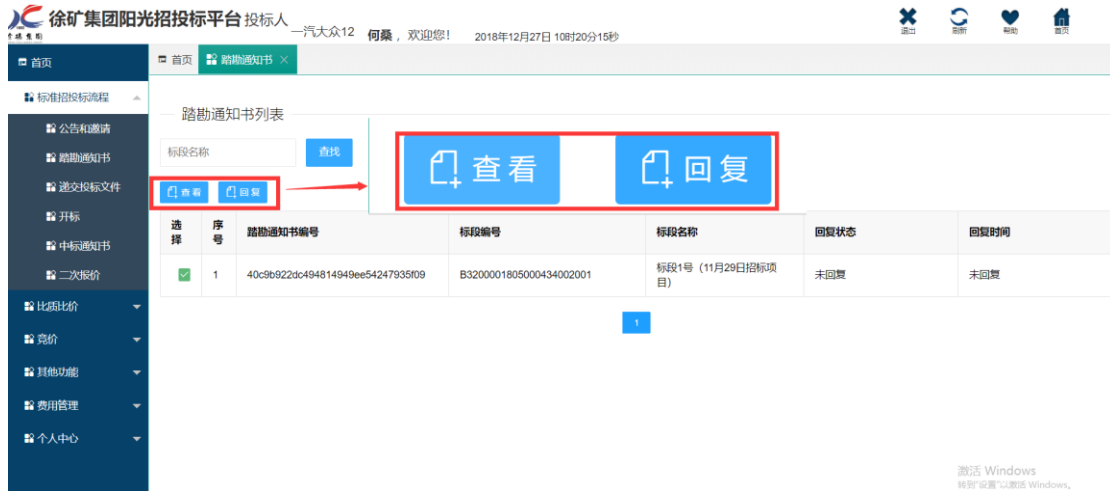 徐矿集团阳光招投标平台 投标人 一汽大众12 何桑， 欢迎您！ 2018年12月27日 10时20分15秒
退出 刷新 帮助 首页
首页
首页 踏勘通知书 ×
标准招投标流程
公告和邀请
踏勘通知书
递交投标文件
开标
中标通知书
二次报价
比质比价
竞价
其他功能
费用管理
个人中心
踏勘通知书列表
标段名称 查找
查看 回复
查看 回复
选择 序号 踏勘通知书编号 标段编号 标段名称 回复状态 回复时间
1 40c9b922dc494814949ee54247935f09 B3200001805000434002001 标段1号（11月29日招标项目） 未回复 未回复
1
激活 Windows
转到"设置"以激活 Windows。